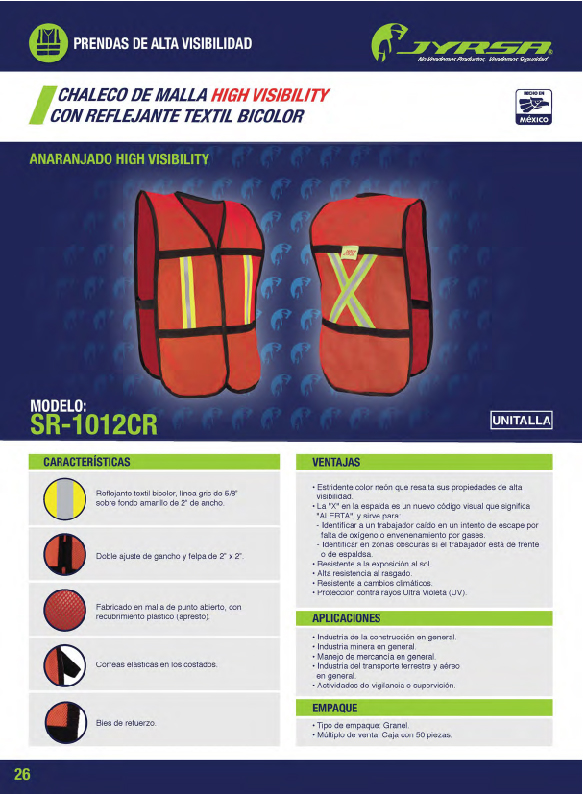 PRENDAS DE ALTA VISIBILIDAD
JYRSA®
No Vendemos Productos, Vendemos Seguridad
CHALECO DE MALLA HIGH VISIBILITY
CON REFLEJANTE TEXTIL BICOLOR
HECHO EN
MÉXICO
ANARANJADO HIGH VISIBILITY
MODELO:
SR-1012CR
UNITALLA
CARACTERÍSTICAS
Reflejante textil bicolor, línea gris de 5/8"
sobre fondo amarillo de 2" de ancho.
Doble ajuste de gancho y felpa de 2" x 2".
Fabricado en malla de punto abierto, con
recubrimiento plástico (apresto).
Correas elásticas en los costados.
Bies de refuerzo.
VENTAJAS
• Estridente color neón que resalta sus propiedades de alta
visibilidad.
• La "X" en la espalda es un nuevo código visual que significa
"ALERTA" y sirve para:
- Identificar a un trabajador caído en un intento de escape por
falta de oxígeno o envenenamiento por gases.
- Identificar en zonas obscuras si el trabajador está de frente
o de espaldas.
• Resistente a la exposición al sol.
• Alta resistencia al rasgado.
• Resistente a cambios climáticos.
• Protección contra rayos Ultra Violeta (UV).
APLICACIONES
• Industria de la construcción en general.
• Industria minera en general.
• Manejo de mercancía en general.
• Industria del transporte terrestre y aéreo
en general.
• Actividades de vigilancia o supervisión.
EMPAQUE
• Tipo de empaque: Granel.
• Múltiplo de venta: Caja con 50 piezas.
26